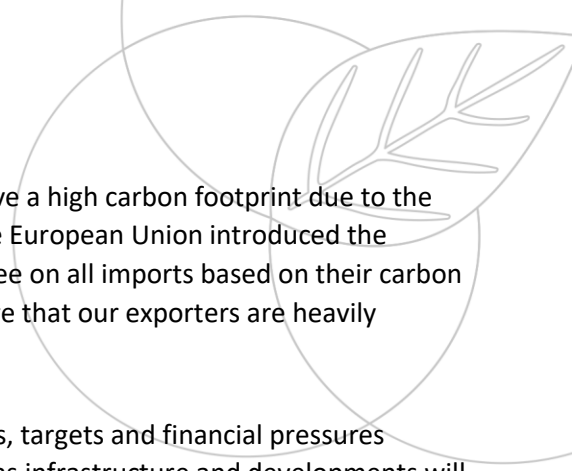 ve a high carbon footprint due to the
e European Union introduced the
ee on all imports based on their carbon
e that our exporters are heavily
s, targets and financial pressures
as infrastructure and developments will